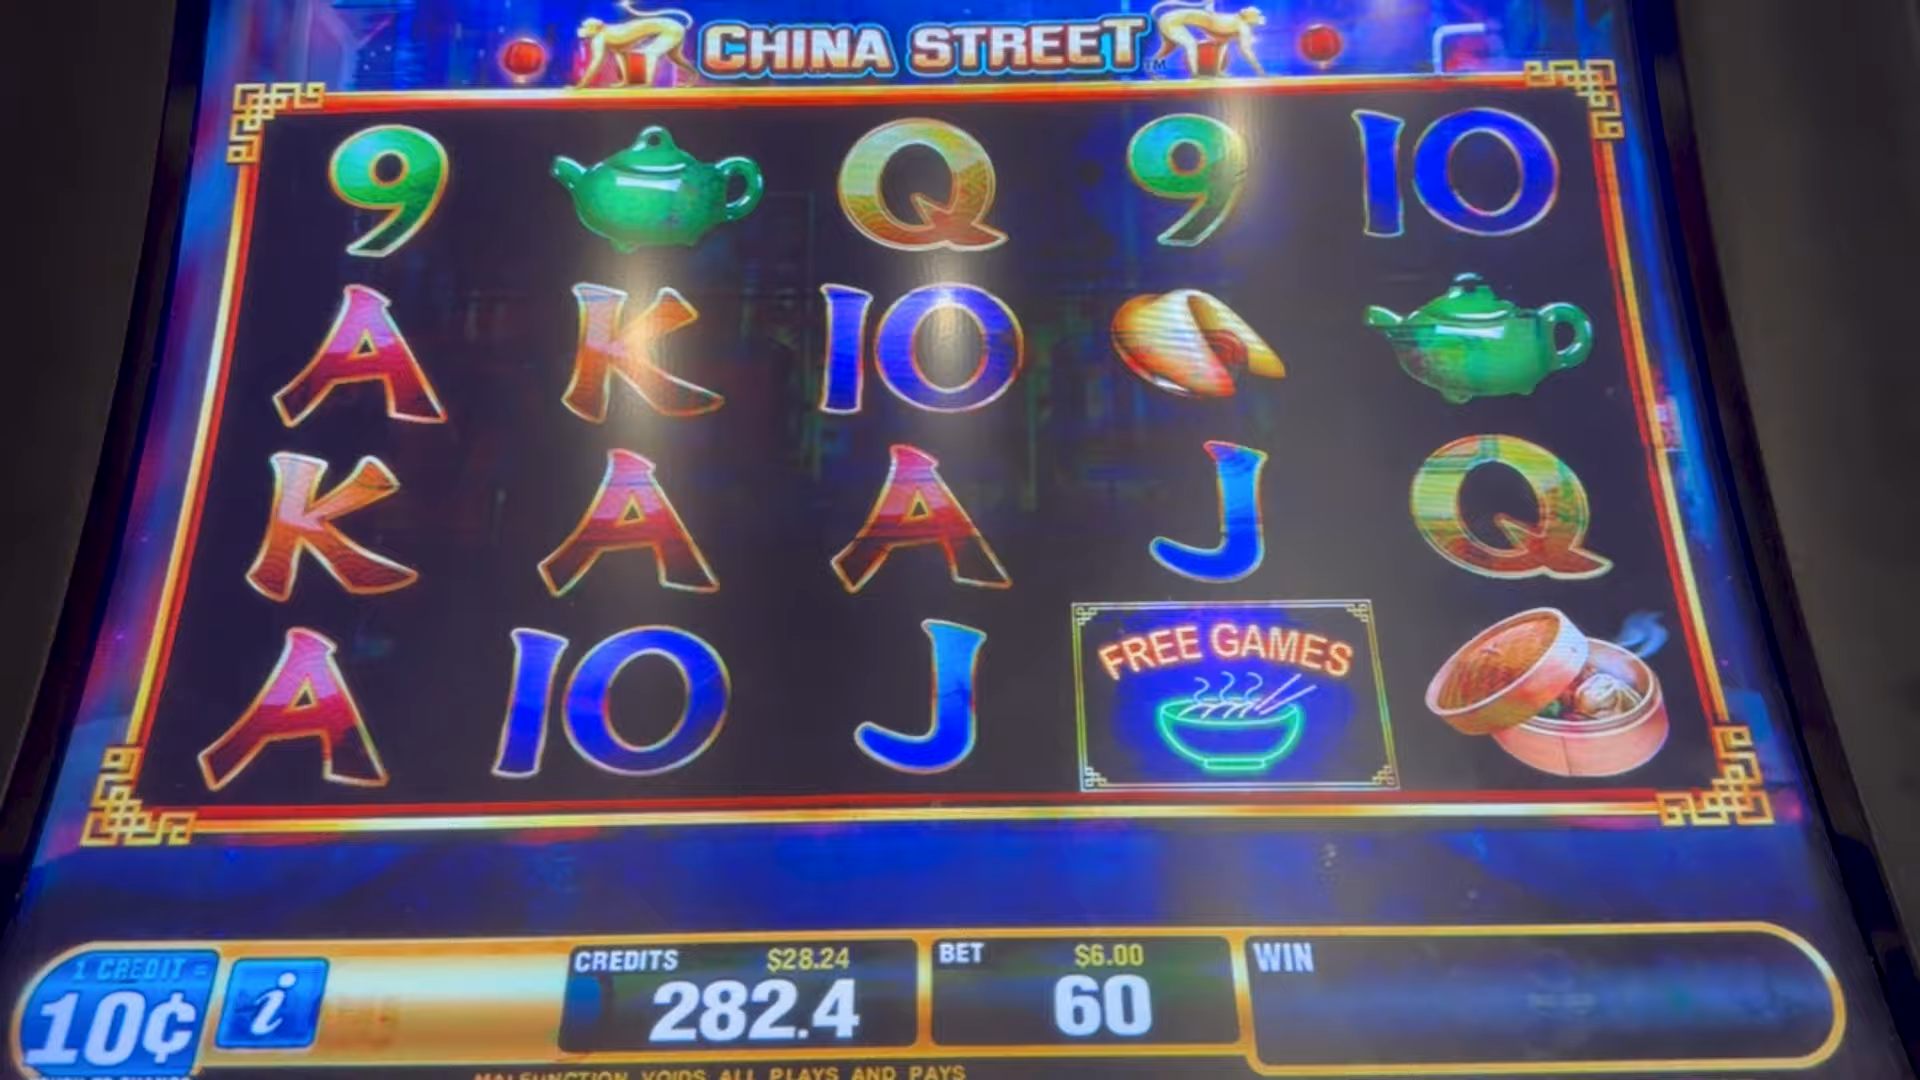 CHINA STREET™
9 Q 9 10
A K 10
K A A J Q
A 10 J
FREE GAMES
1 CREDIT =
10¢
i
CREDITS $28.24
282.4
BET $6.00
60
WIN
MALFUNCTION VOIDS ALL PLAYS AND PAYS